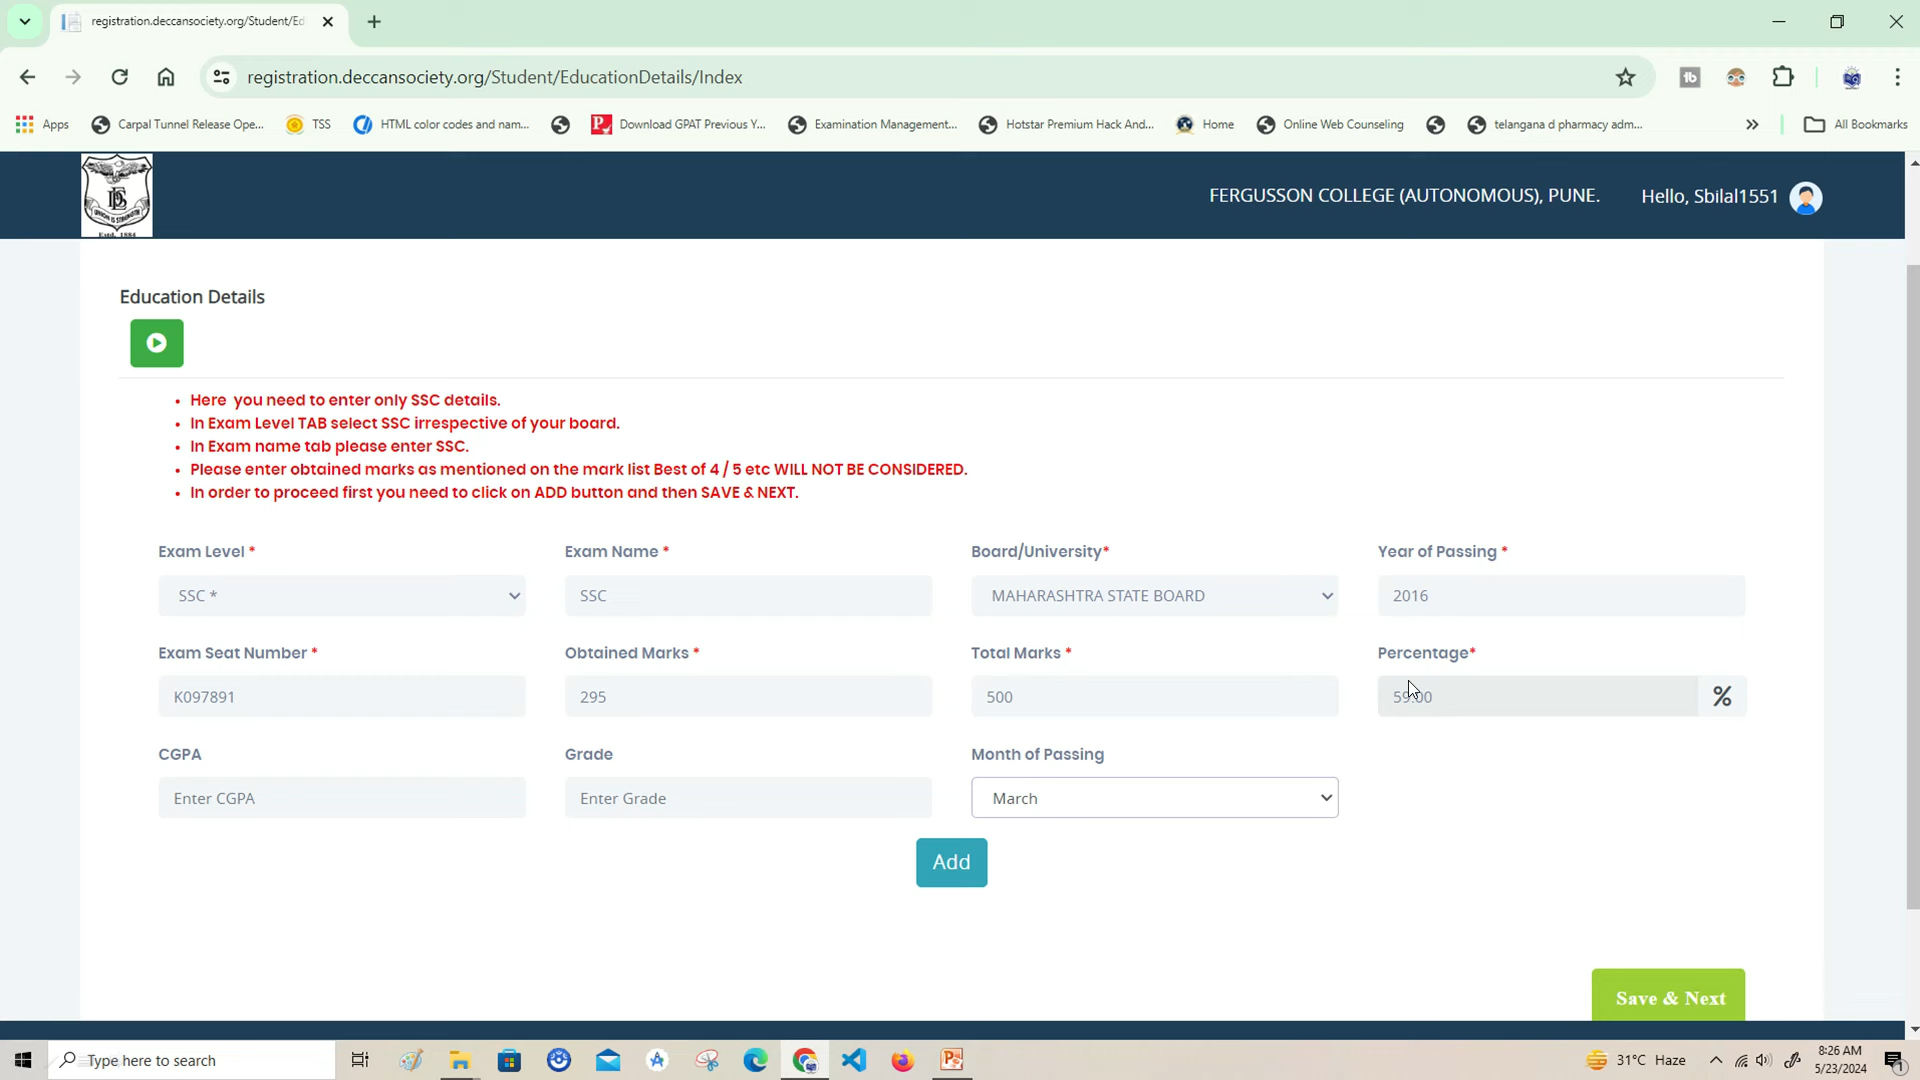 registration.deccansociety.org/Student/Ed
registration.deccansociety.org/Student/EducationDetails/Index
Apps
Carpal Tunnel Release Ope...
TSS
HTML color codes and nam...
Download GPAT Previous Y...
Examination Management...
Hotstar Premium Hack And...
Home
Online Web Counseling
telangana d pharmacy adm...
All Bookmarks
FERGUSSON COLLEGE (AUTONOMOUS), PUNE.
Hello, Sbilal1551
Education Details
• Here you need to enter only SSC details.
• In Exam Level TAB select SSC irrespective of your board.
• In Exam name tab please enter SSC.
• Please enter obtained marks as mentioned on the mark list Best of 4 / 5 etc WILL NOT BE CONSIDERED.
• In order to proceed first you need to click on ADD button and then SAVE & NEXT.
Exam Level *
Exam Name *
Board/University*
Year of Passing *
SSC *
SSC
MAHARASHTRA STATE BOARD
2016
Exam Seat Number *
Obtained Marks *
Total Marks *
Percentage*
K097891
295
500
59.00
%
CGPA
Grade
Month of Passing
Enter CGPA
Enter Grade
March
Add
Save & Next
Type here to search
31°C Haze
8:26 AM
5/23/2024